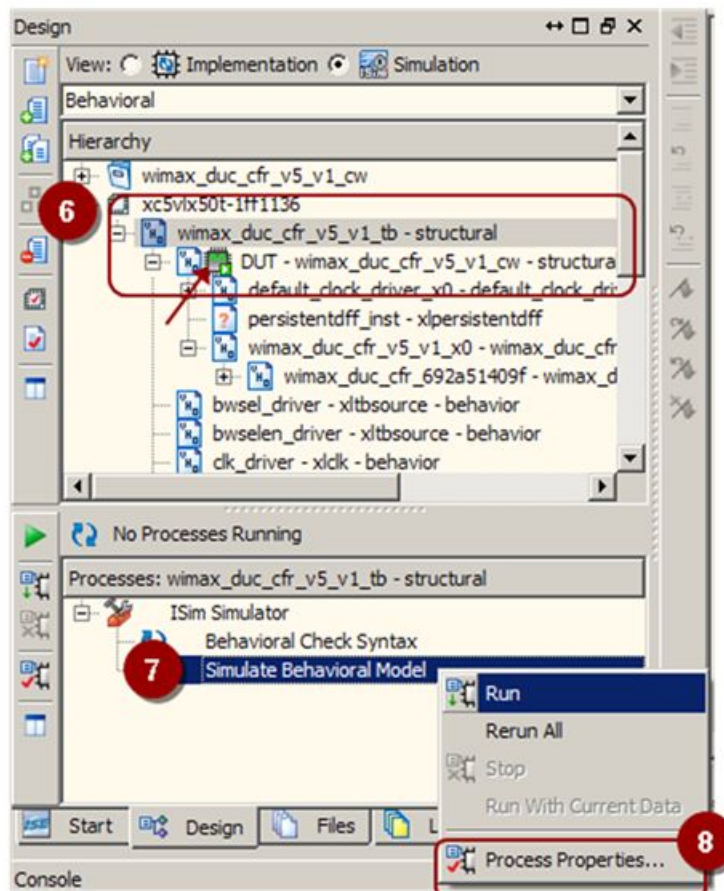 Design
View: Implementation Simulation
Behavioral
Hierarchy
wimax_duc_cfr_v5_v1_cw
6
xc5vlx50t-1ff1136
wimax_duc_cfr_v5_v1_tb - structural
DUT - wimax_duc_cfr_v5_v1_cw - structura
default_clock_driver_x0 - default_clock_dri
persistentdff_inst - xlpersistentdff
wimax_duc_cfr_v5_v1_x0 - wimax_duc_cfr
wimax_duc_cfr_692a51409f - wimax_d
bwsel_driver - xltbsource - behavior
bwselen_driver - xltbsource - behavior
clk_driver - xlclk - behavior
No Processes Running
Processes: wimax_duc_cfr_v5_v1_tb - structural
ISim Simulator
Behavioral Check Syntax
7
Simulate Behavioral Model
Run
Rerun All
Stop
Run With Current Data
8
Process Properties...
ISE Start Design Files L
Console